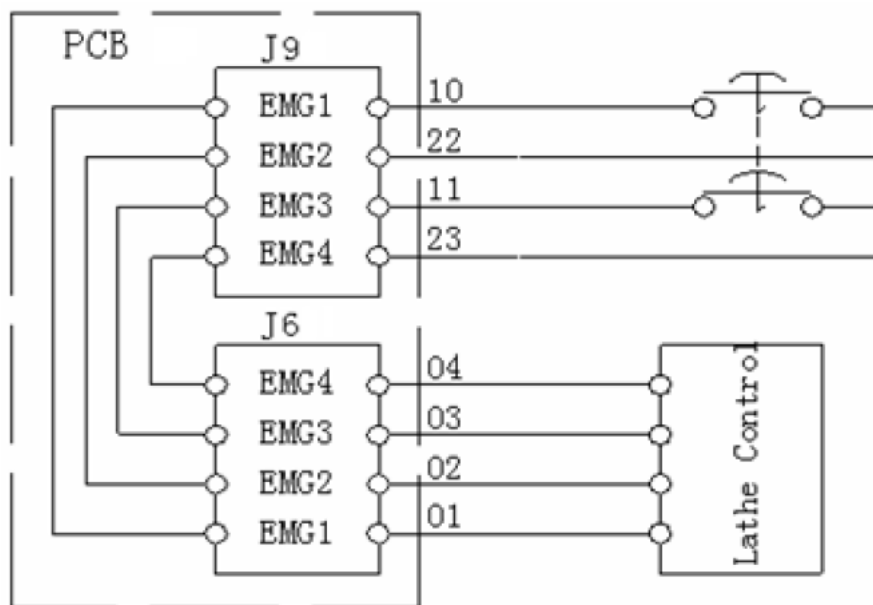 PCB
J9
EMG1
10
EMG2
22
EMG3
11
EMG4
23
J6
EMG4
04
EMG3
03
EMG2
02
EMG1
01
Lathe Control